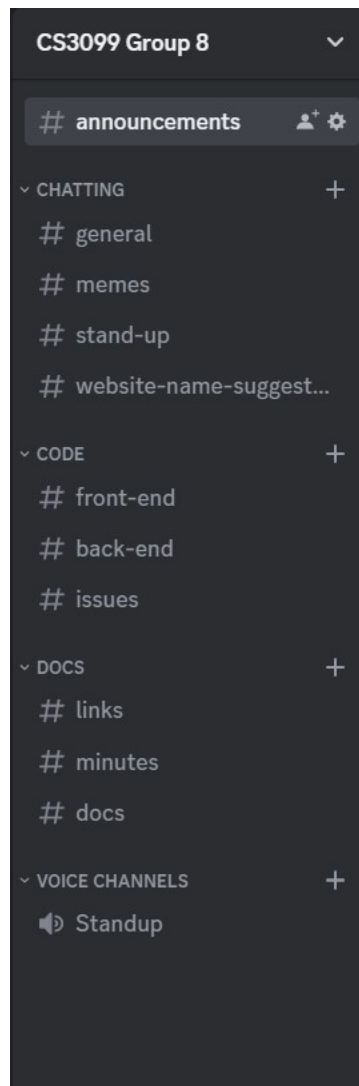 CS3099 Group 8
# announcements
CHATTING
# general
# memes
# stand-up
# website-name-suggest...
CODE
# front-end
# back-end
# issues
DOCS
# links
# minutes
# docs
VOICE CHANNELS
Standup